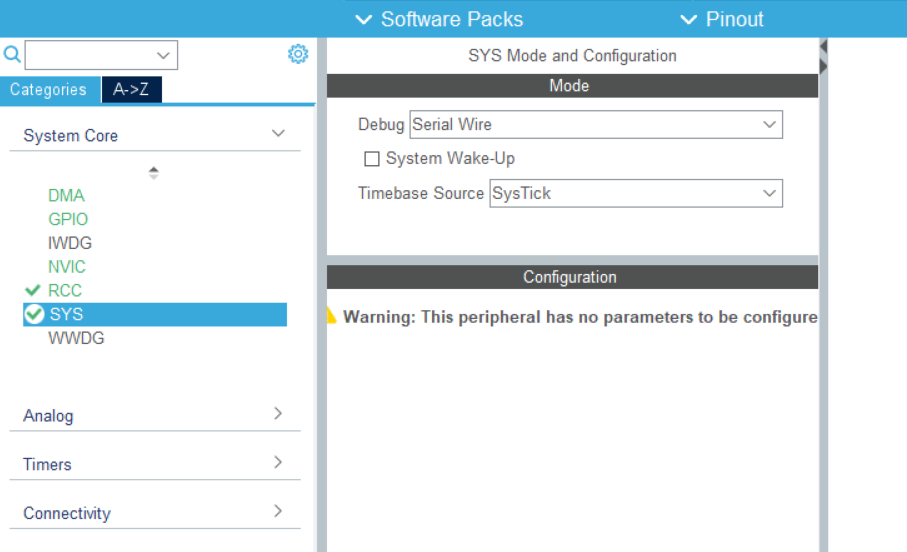 Software Packs
Pinout
Categories
A->Z
System Core
DMA
GPIO
IWDG
NVIC
RCC
SYS
WWDG
Analog
Timers
Connectivity
SYS Mode and Configuration
Mode
Debug Serial Wire
System Wake-Up
Timebase Source SysTick
Configuration
Warning: This peripheral has no parameters to be configure